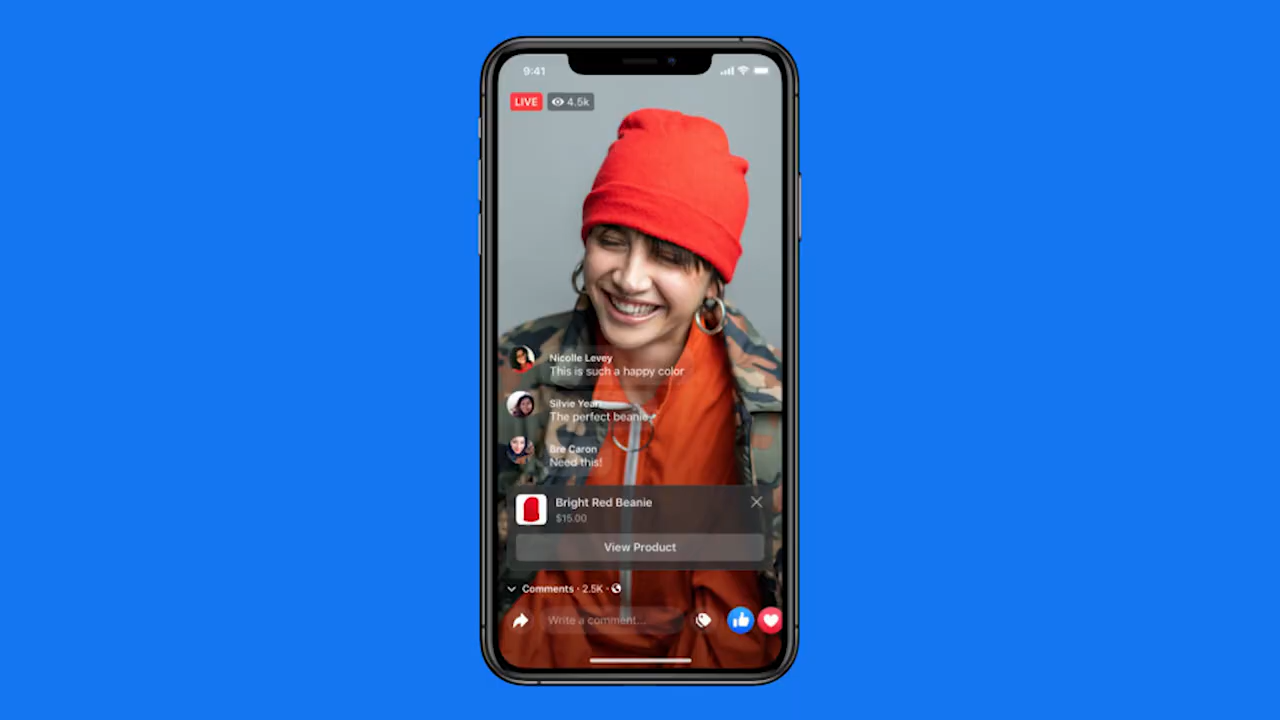 9:41
LIVE 4.5k
Nicolle Levey
This is such a happy color
Silvie Yean
The perfect beanie
Bre Caron
Need this!
Bright Red Beanie
$15.00
View Product
Comments · 2.5K ·
Write a comment...